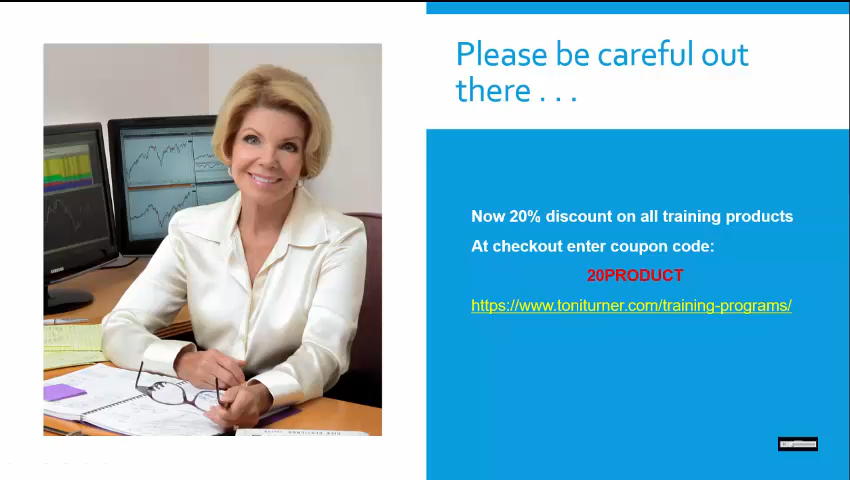 Please be careful out
there . . .
Now 20% discount on all training products
At checkout enter coupon code:
20PRODUCT
https://www.toniturner.com/training-programs/